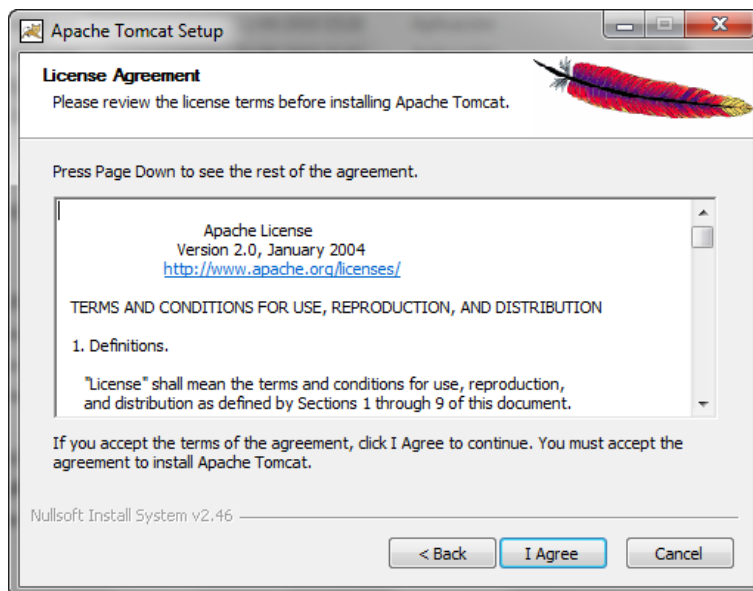 Apache Tomcat Setup
License Agreement
Please review the license terms before installing Apache Tomcat.
Press Page Down to see the rest of the agreement.
Apache License
Version 2.0, January 2004
http://www.apache.org/licenses/
TERMS AND CONDITIONS FOR USE, REPRODUCTION, AND DISTRIBUTION
1. Definitions.
"License" shall mean the terms and conditions for use, reproduction,
and distribution as defined by Sections 1 through 9 of this document.
If you accept the terms of the agreement, click I Agree to continue. You must accept the
agreement to install Apache Tomcat.
Nullsoft Install System v2.46
< Back I Agree Cancel